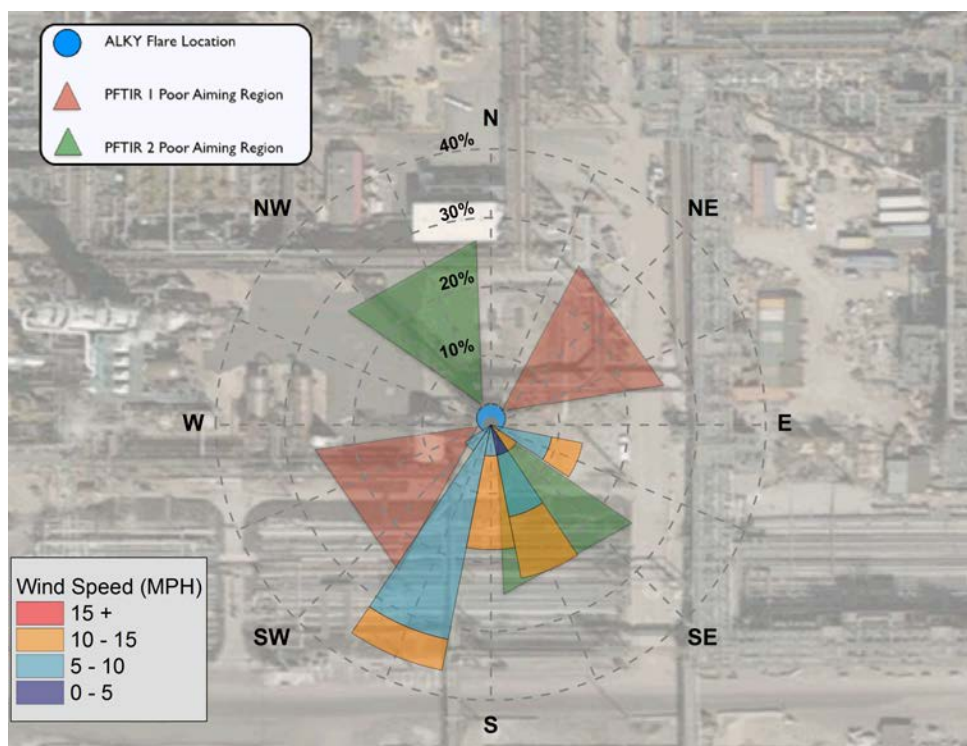 ALKY Flare Location
PFTIR 1 Poor Aiming Region
PFTIR 2 Poor Aiming Region
N
40%
NW
NE
30%
20%
10%
W
E
SW
SE
S
Wind Speed (MPH)
15 +
10 - 15
5 - 10
0 - 5